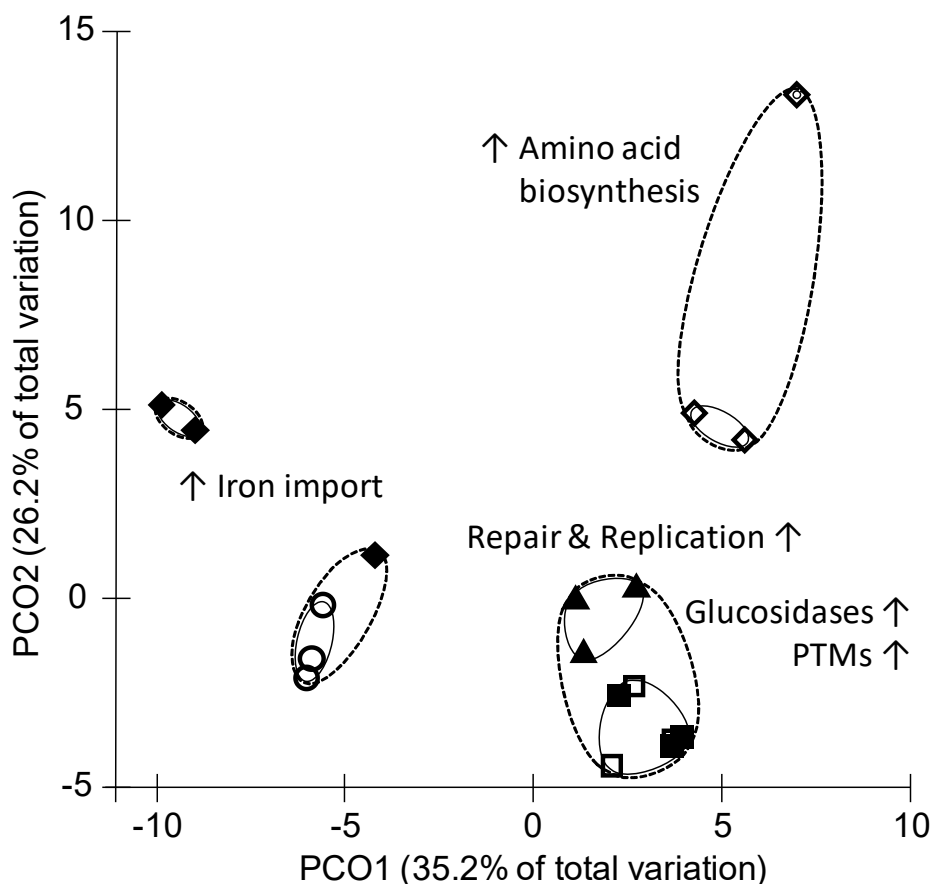 15
10
5
0
-5
-10
-5
0
5
10
PCO2 (26.2% of total variation)
PCO1 (35.2% of total variation)
↑ Amino acid
biosynthesis
↑ Iron import
Repair & Replication ↑
Glucosidases ↑
PTMs ↑